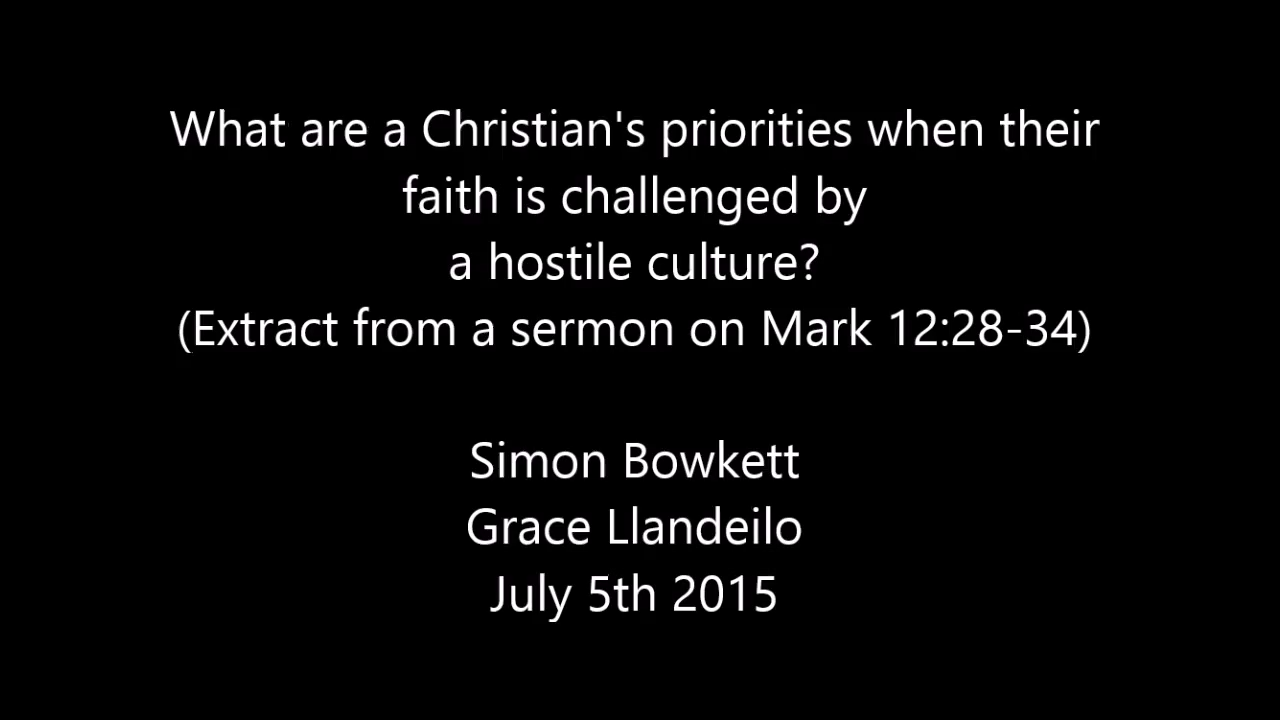 What are a Christian's priorities when their
faith is challenged by
a hostile culture?
(Extract from a sermon on Mark 12:28-34)
Simon Bowkett
Grace Llandeilo
July 5th 2015